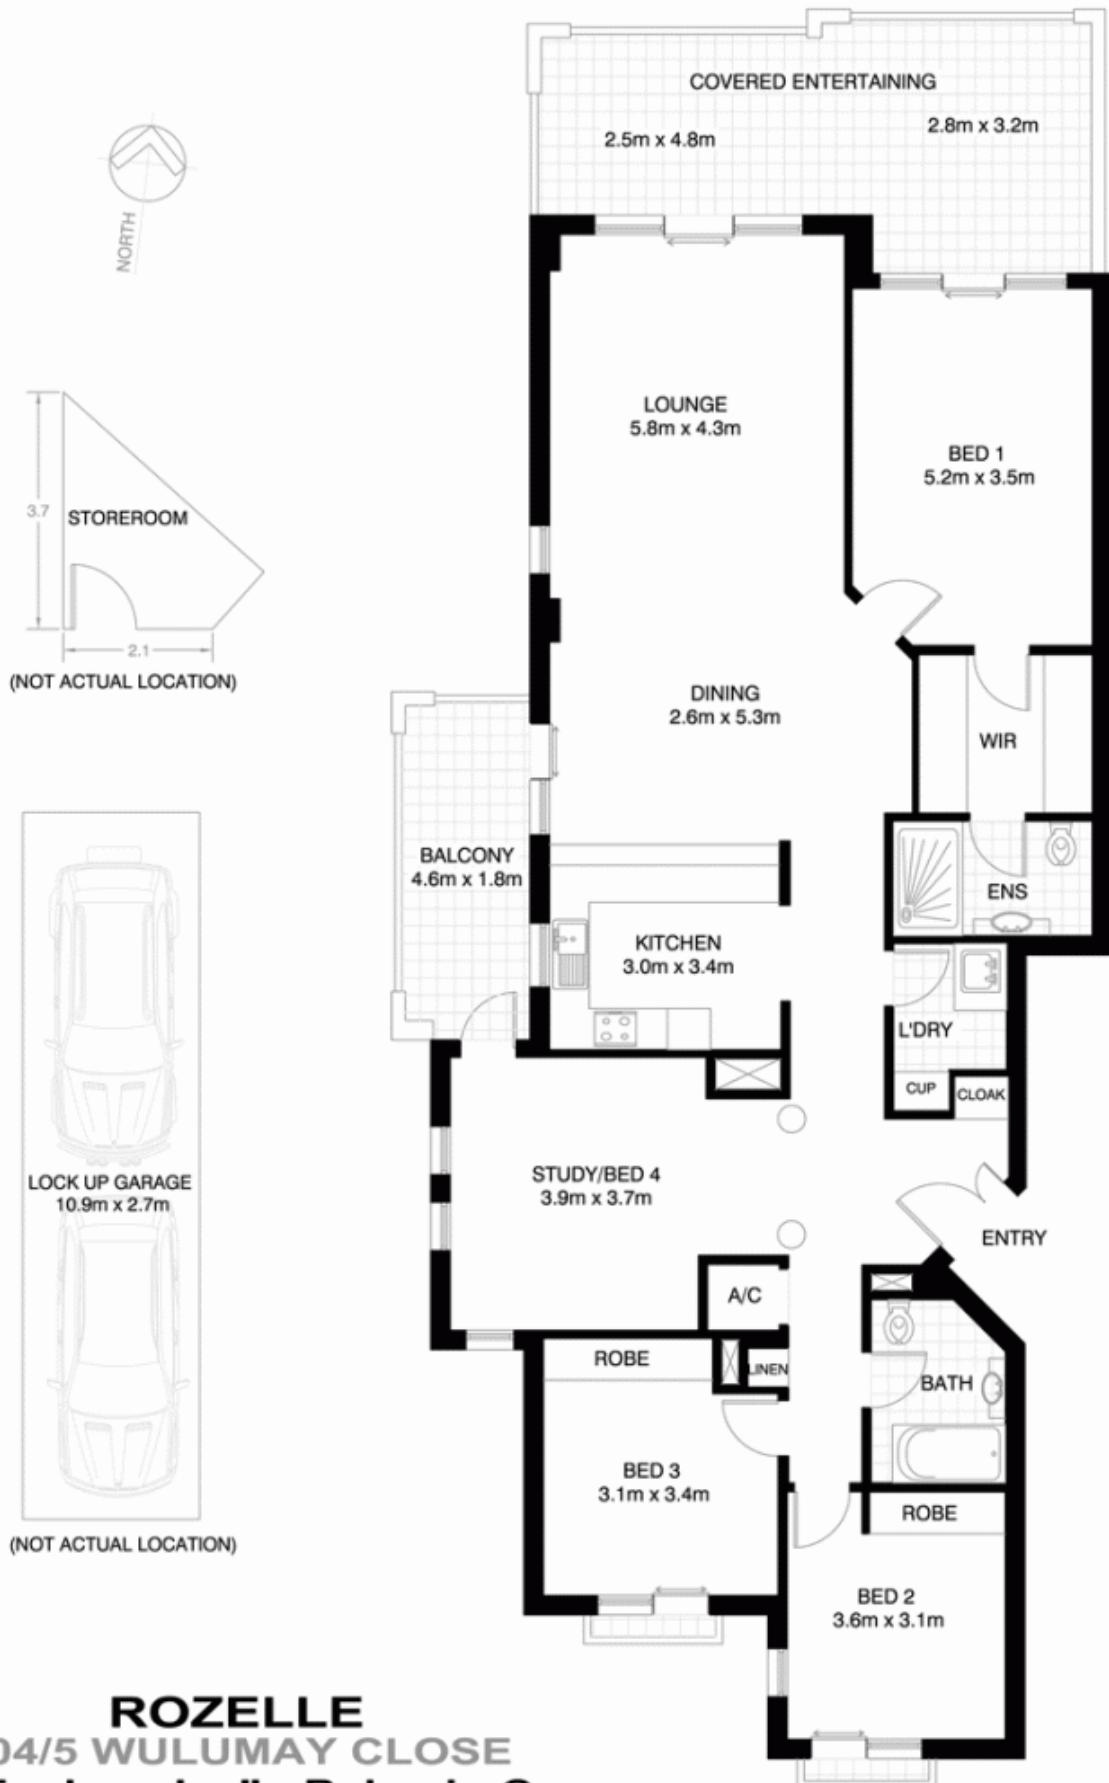 COVERED ENTERTAINING
2.5m x 4.8m
2.8m x 3.2m
NORTH
LOUNGE
5.8m x 4.3m
BED 1
5.2m x 3.5m
3.7
STOREROOM
2.1
(NOT ACTUAL LOCATION)
DINING
2.6m x 5.3m
WIR
BALCONY
4.6m x 1.8m
ENS
KITCHEN
3.0m x 3.4m
L'DRY
CUP
CLOAK
LOCK UP GARAGE
10.9m x 2.7m
STUDY/BED 4
3.9m x 3.7m
ENTRY
A/C
ROBE
LINEN
BATH
BED 3
3.1m x 3.4m
ROBE
(NOT ACTUAL LOCATION)
BED 2
3.6m x 3.1m
ROZELLE
04/5 WULUMAY CLOSE